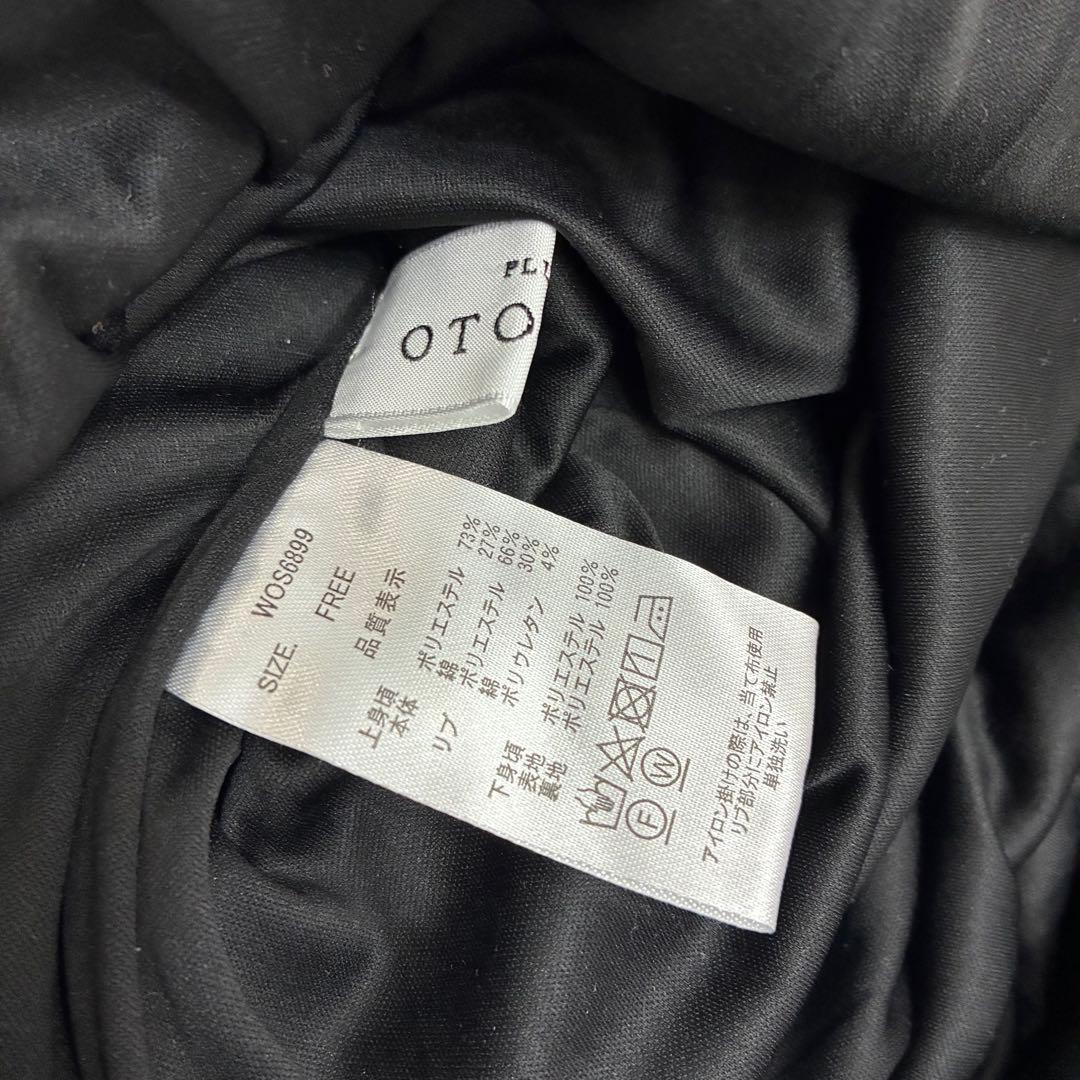 PL
OTO
WOS6899
SIZE. FREE
品質表示
上身頃
本体 ポリエステル 73%
綿 27%
リブ ポリエステル 66%
綿 30%
ポリウレタン 4%
下身頃
表地 ポリエステル 100%
裏地 ポリエステル 100%
W
F
アイロン掛けの際は、当て布使用
リブ部分にアイロン禁止
単独洗い